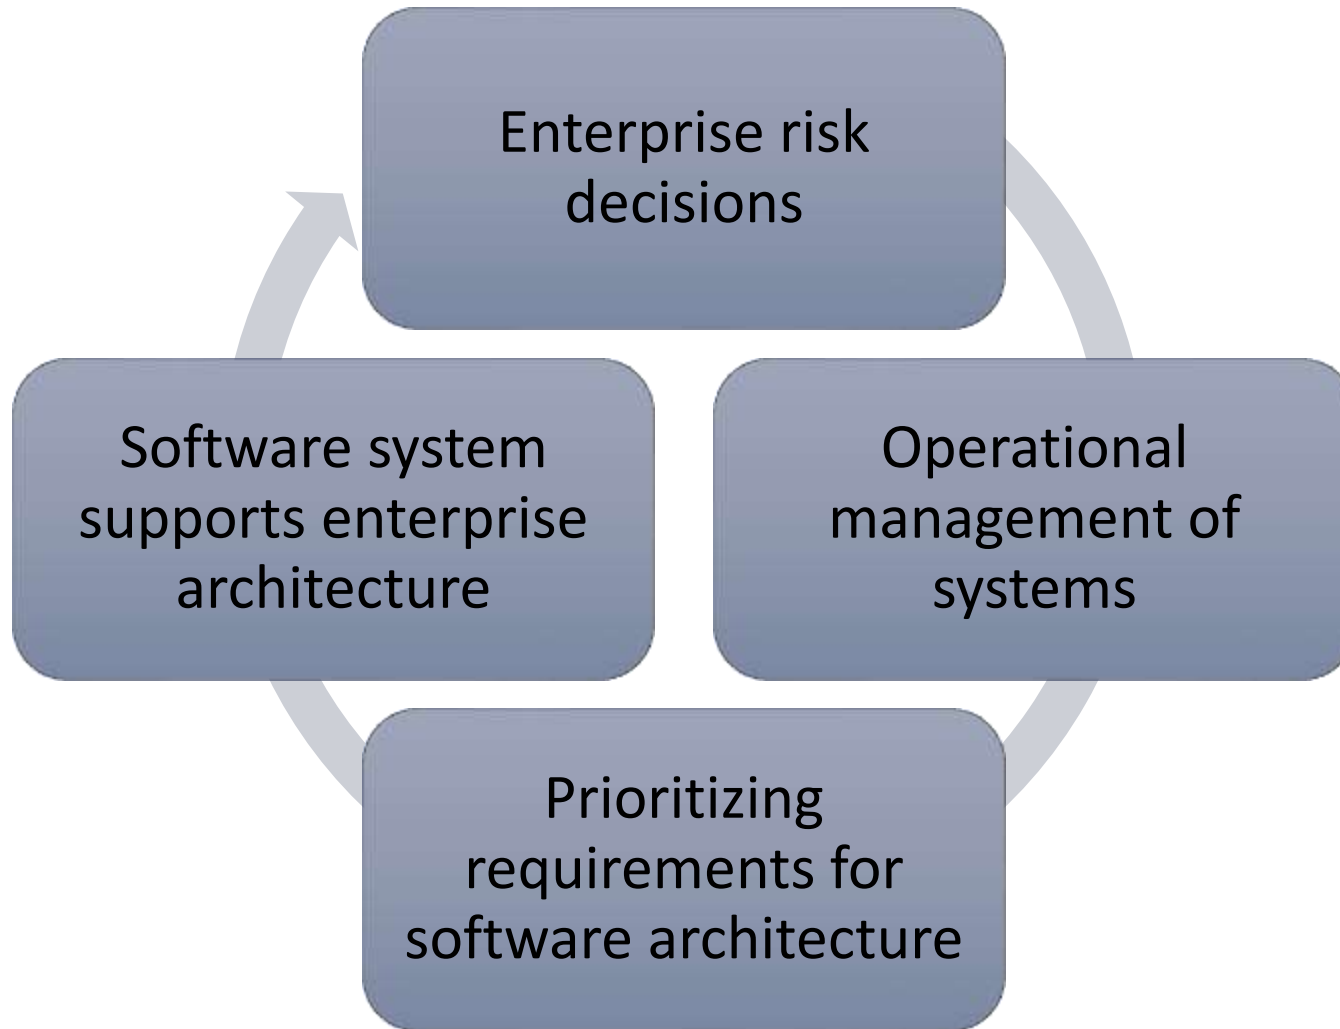 Enterprise risk
decisions
Operational
management of
systems
Prioritizing
requirements for
software architecture
Software system
supports enterprise
architecture